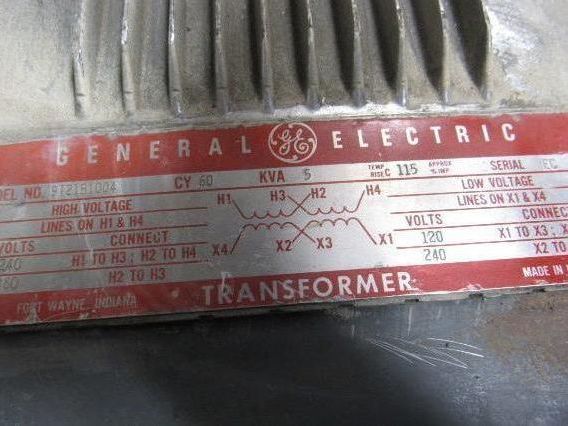 GENERAL GE ELECTRIC
DEL NO. 9T21B1004 CY 60 KVA 5 TEMP RISE C 115 APPROX % IMP SERIAL EC
HIGH VOLTAGE
LINES ON H1 & H4
VOLTS CONNECT
240 H1 TO H3 ; H2 TO H4
H2 TO H3
H1 H3 H2 H4
X4 X2 X3 X1
LOW VOLTAGE
LINES ON X1 & X4
VOLTS CONNECT
120 X1 TO X3 ; X
240 X2 TO
FORT WAYNE, INDIANA
TRANSFORMER
MADE IN